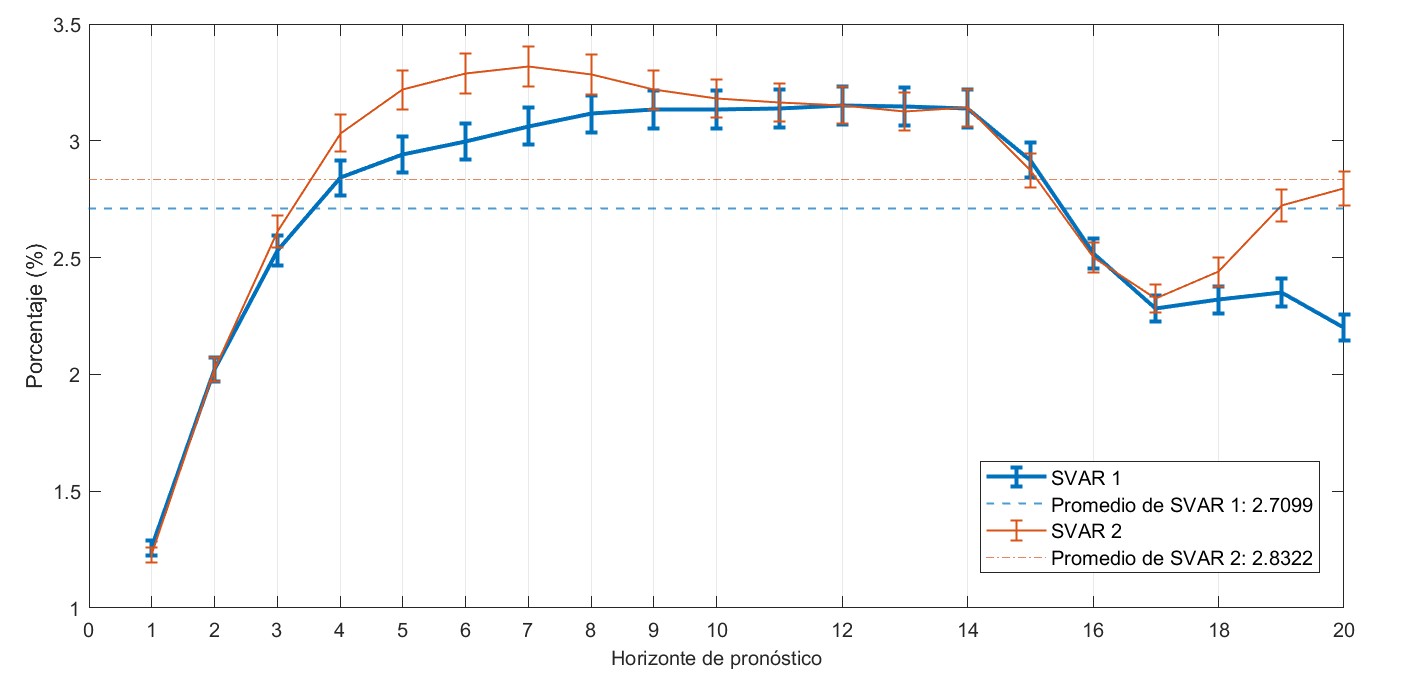 3.5
3
2.5
2
1.5
1
Porcentaje (%)
0 1 2 3 4 5 6 7 8 9 10 12 14 16 18 20
Horizonte de pronóstico
SVAR 1
Promedio de SVAR 1: 2.7099
SVAR 2
Promedio de SVAR 2: 2.8322